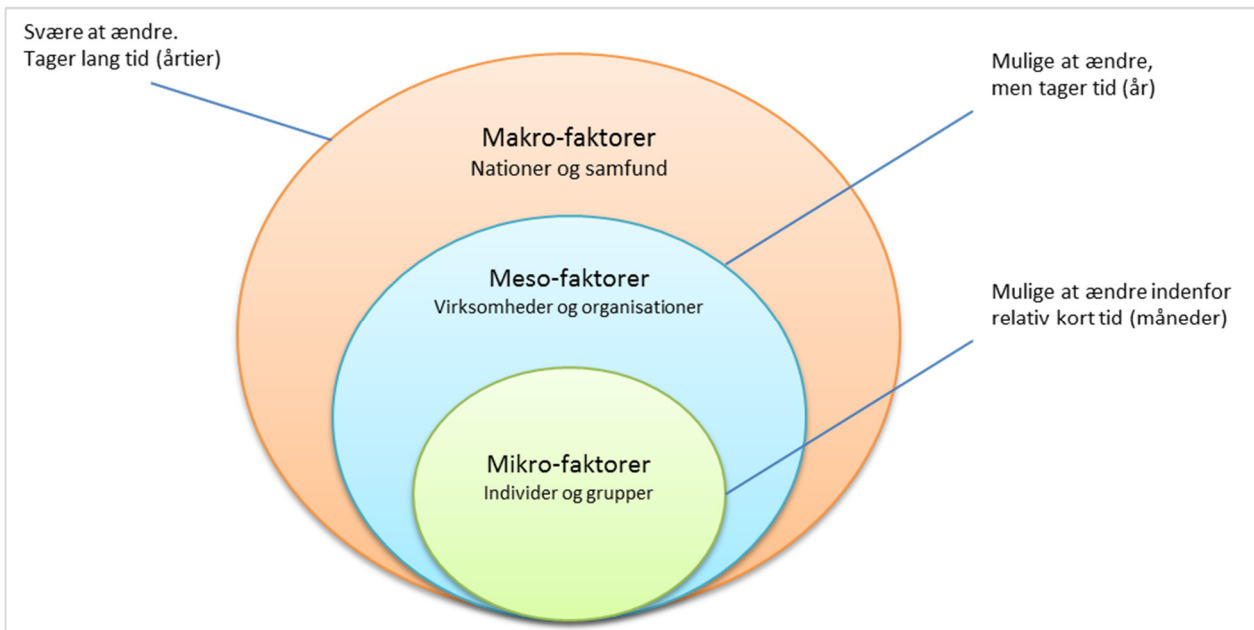 Svære at ændre.
Tager lang tid (årtier)
Mulige at ændre,
men tager tid (år)
Makro-faktorer
Nationer og samfund
Meso-faktorer
Virksomheder og organisationer
Mulige at ændre indenfor
relativ kort tid (måneder)
Mikro-faktorer
Individer og grupper